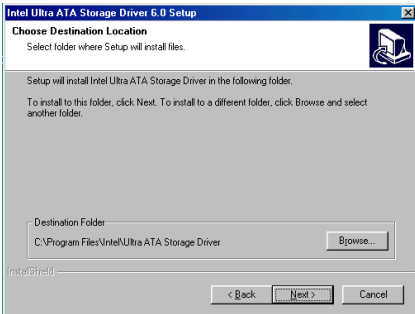 Intel Ultra ATA Storage Driver 6.0 Setup
Choose Destination Location
Select folder where Setup will install files.
Setup will install Intel Ultra ATA Storage Driver in the following folder.
To install to this folder, click Next. To install to a different folder, click Browse and select
another folder.
Destination Folder
C:\Program Files\Intel\Ultra ATA Storage Driver
Browse...
InstallShield
< Back
Next >
Cancel